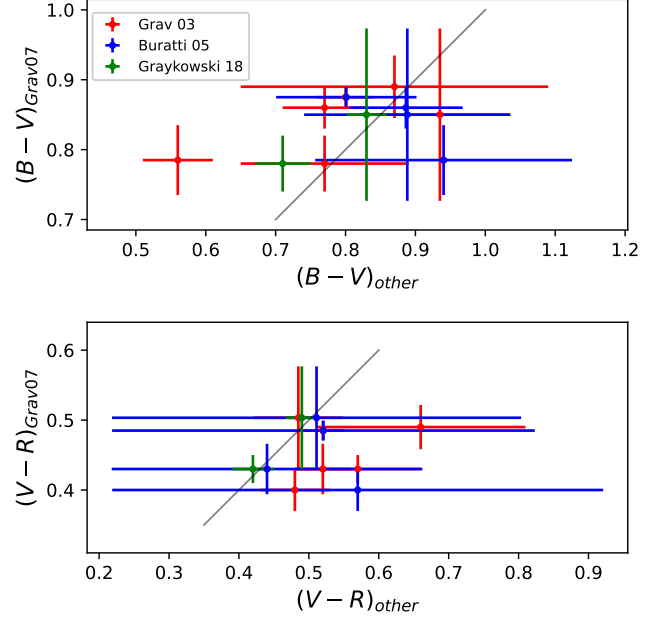 1.0
0.9
0.8
0.7
(B − V)Grav07
Grav 03
Buratti 05
Graykowski 18
0.5 0.6 0.7 0.8 0.9 1.0 1.1 1.2
(B − V)other
0.6
0.5
0.4
(V − R)Grav07
0.2 0.3 0.4 0.5 0.6 0.7 0.8 0.9
(V − R)other